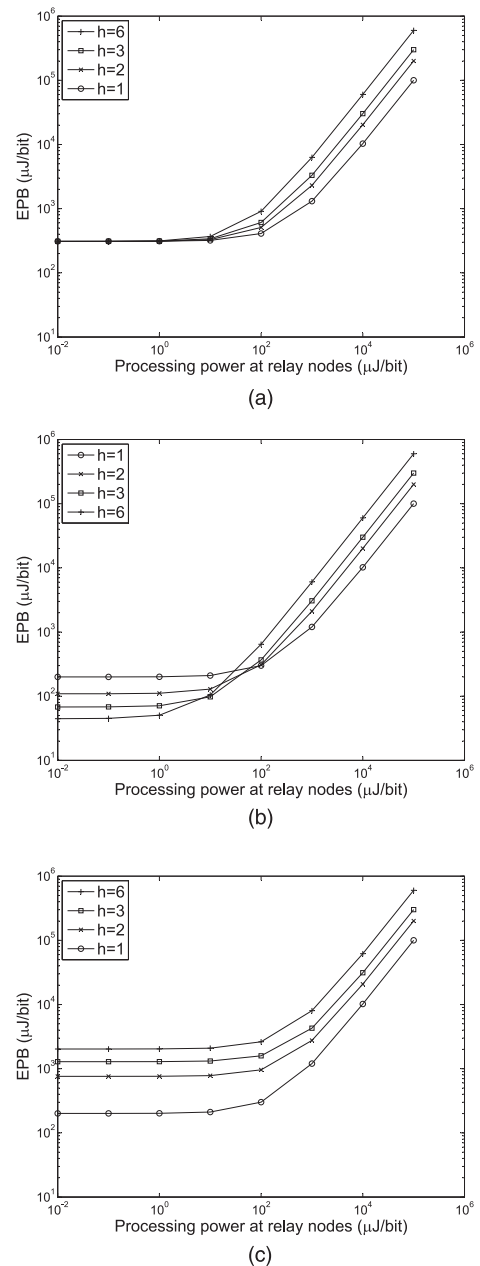 10^6
10^5
10^4
10^3
10^2
10^1
EPB (μJ/bit)
h=6
h=3
h=2
h=1
10^-2 10^0 10^2 10^4 10^6
Processing power at relay nodes (μJ/bit)
(a)
10^6
10^5
10^4
10^3
10^2
10^1
EPB (μJ/bit)
h=1
h=2
h=3
h=6
10^-2 10^0 10^2 10^4 10^6
Processing power at relay nodes (μJ/bit)
(b)
10^6
10^5
10^4
10^3
10^2
10^1
EPB (μJ/bit)
h=6
h=3
h=2
h=1
10^-2 10^0 10^2 10^4 10^6
Processing power at relay nodes (μJ/bit)
(c)